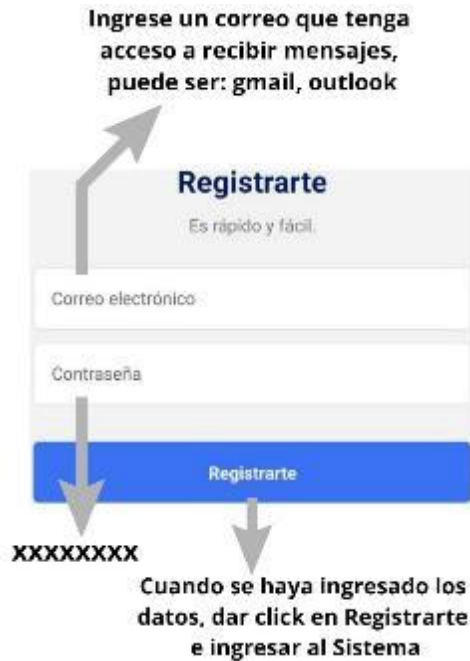 Ingrese un correo que tenga
acceso a recibir mensajes,
puede ser: gmail, outlook
Registrarte
Es rápido y fácil.
Correo electrónico
Contraseña
Registrarte
xxxxxxxx
Cuando se haya ingresado los
datos, dar click en Registrarte
e ingresar al Sistema